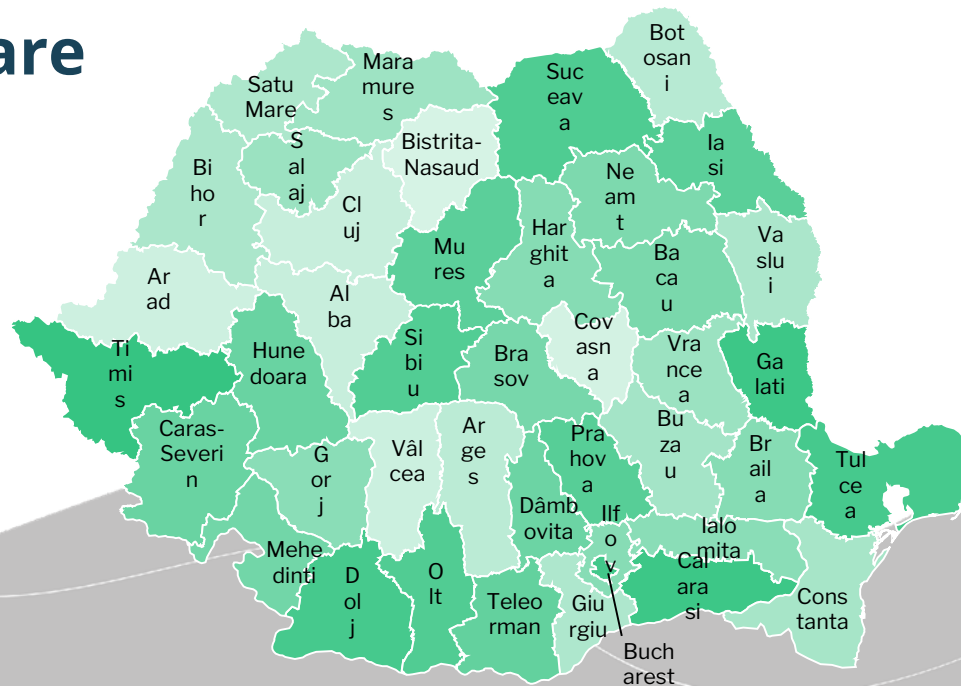 are
Bot
osan
i
Mara
mure
s
Suc
eav
a
Satu
Mare
S
al
aj
Bistrita-
Nasaud
Ia
si
Bi
ho
r
Ne
am
t
Cl
uj
Har
ghit
a
Va
slu
i
Mu
res
Ba
ca
u
Ar
ad
Al
ba
Cov
asn
a
Si
bi
u
Ti
mi
s
Hune
doara
Bra
sov
Vra
nce
a
Ga
lati
Caras-
Severi
n
Vâl
cea
Ar
ge
s
Pra
hov
a
Bu
za
u
Br
ail
a
G
orj
Tul
ce
a
Dâmb
ovita
Ilf
o
v
Ialo
mita
Mehe
dinti
D
ol
j
O
lt
Teleo
rman
Giu
rgiu
Cal
ara
si
Cons
tanta
Buch
arest